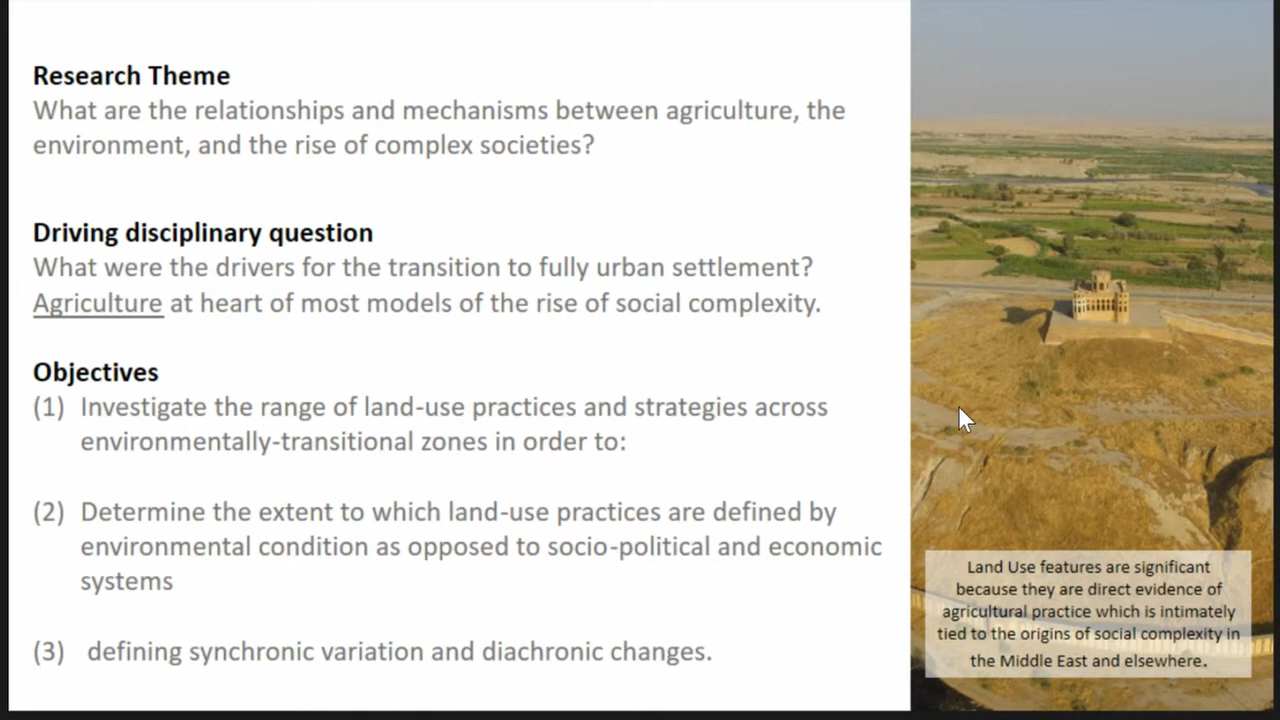 Research Theme
What are the relationships and mechanisms between agriculture, the
environment, and the rise of complex societies?
Driving disciplinary question
What were the drivers for the transition to fully urban settlement?
Agriculture at heart of most models of the rise of social complexity.
Objectives
(1) Investigate the range of land-use practices and strategies across
environmentally-transitional zones in order to:
(2) Determine the extent to which land-use practices are defined by
environmental condition as opposed to socio-political and economic
systems
(3) defining synchronic variation and diachronic changes.
Land Use features are significant
because they are direct evidence of
agricultural practice which is intimately
tied to the origins of social complexity in
the Middle East and elsewhere.